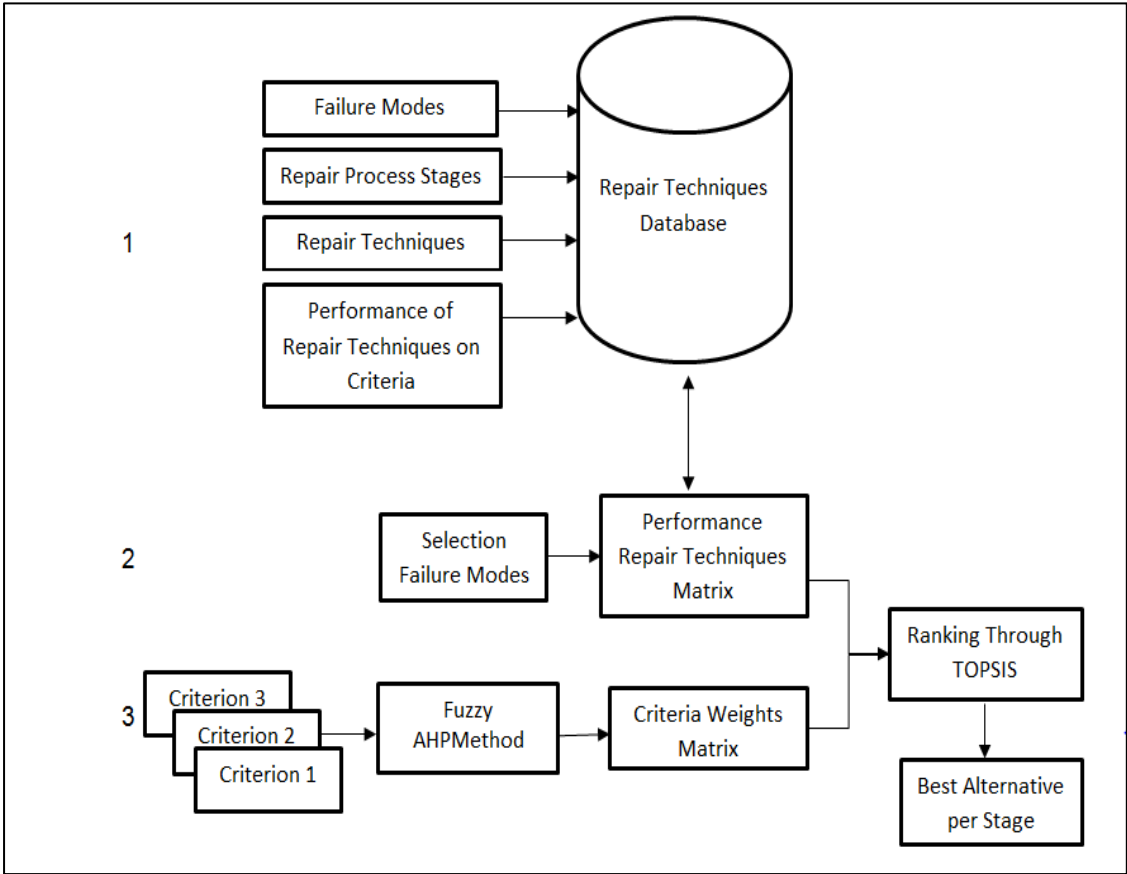 Failure Modes
Repair Process Stages
Repair Techniques
Performance of
Repair Techniques on
Criteria
Repair Techniques
Database
1
2
Selection
Failure Modes
Performance
Repair Techniques
Matrix
Ranking Through
TOPSIS
3
Criterion 3
Criterion 2
Criterion 1
Fuzzy
AHPMethod
Criteria Weights
Matrix
Best Alternative
per Stage